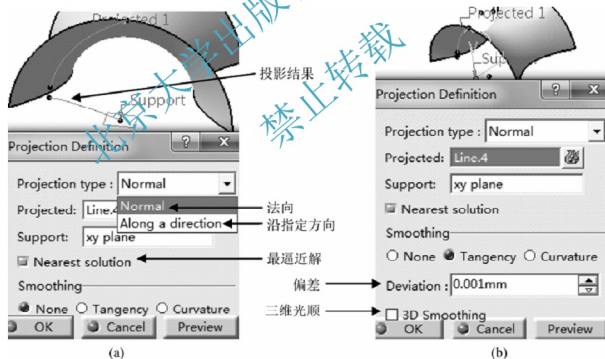 Projected 1
Support
投影结果
Projection Definition
Projection type : Normal
Normal
Along a direction
Projected: Line.4
Support: xy plane
Nearest solution
Smoothing
None Tangency Curvature
OK Cancel Preview
(a)
法向
沿指定方向
最逼近解
偏差
三维光顺
Projected 1
Sup
Projection Definition
Projection type : Normal
Projected: Line.4
Support: xy plane
Nearest solution
Smoothing
None Tangency Curvature
Deviation : 0.001mm
3D Smoothing
OK Cancel Preview
(b)
北京大学出版
禁止转载